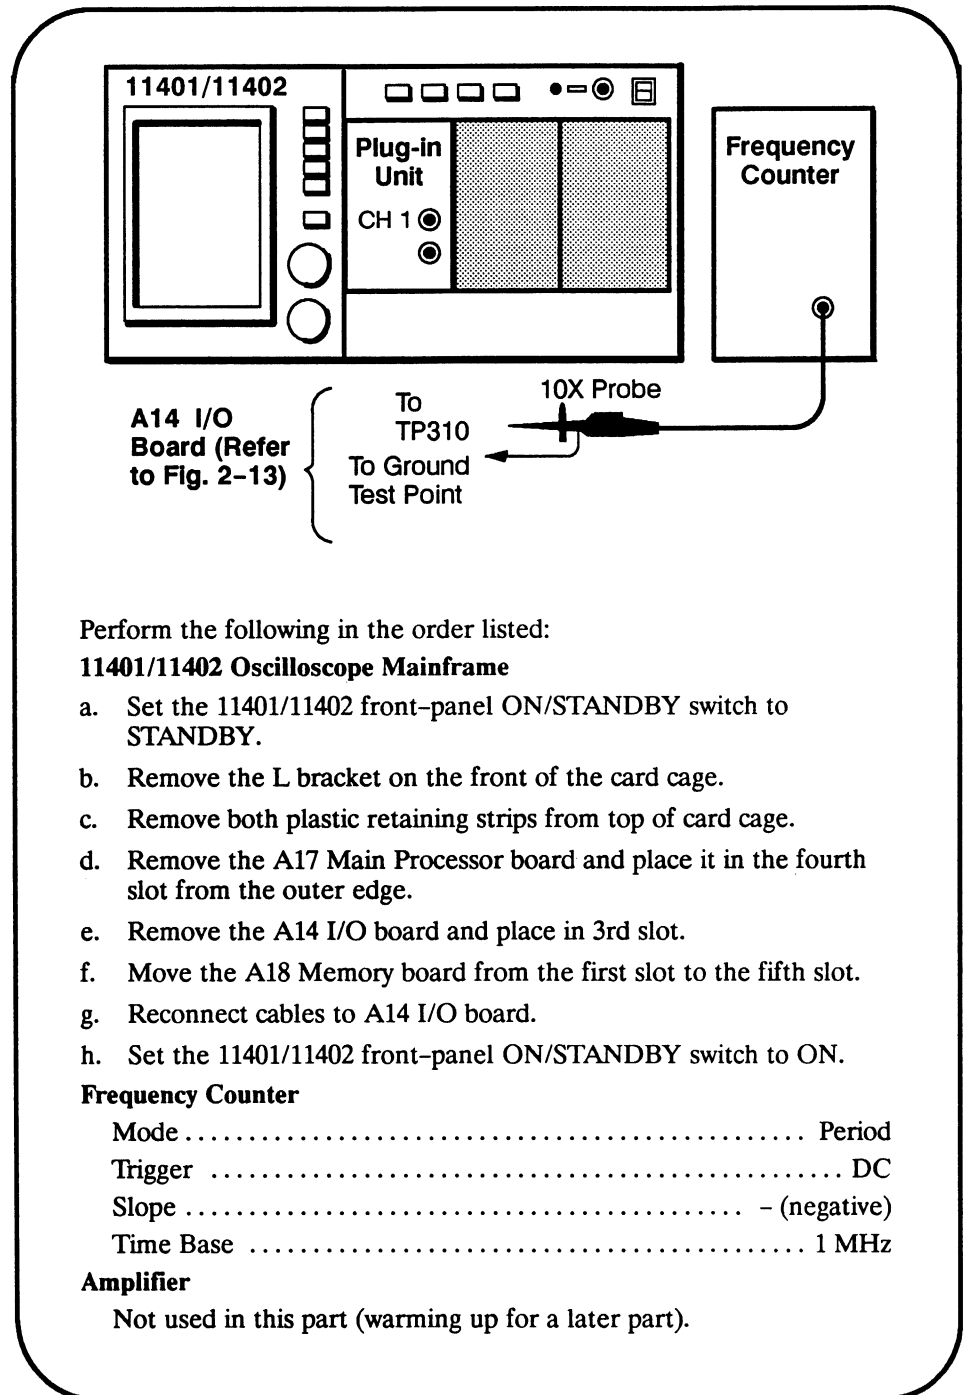 11401/11402
Plug-in
Unit
CH 1
Frequency
Counter
10X Probe
A14 I/O
Board (Refer
to Fig. 2–13)
To
TP310
To Ground
Test Point
Perform the following in the order listed:
11401/11402 Oscilloscope Mainframe
a. Set the 11401/11402 front–panel ON/STANDBY switch to
STANDBY.
b. Remove the L bracket on the front of the card cage.
c. Remove both plastic retaining strips from top of card cage.
d. Remove the A17 Main Processor board and place it in the fourth
slot from the outer edge.
e. Remove the A14 I/O board and place in 3rd slot.
f. Move the A18 Memory board from the first slot to the fifth slot.
g. Reconnect cables to A14 I/O board.
h. Set the 11401/11402 front–panel ON/STANDBY switch to ON.
Frequency Counter
Mode ................................................. Period
Trigger .................................................. DC
Slope ............................................ – (negative)
Time Base ............................................ 1 MHz
Amplifier
Not used in this part (warming up for a later part).